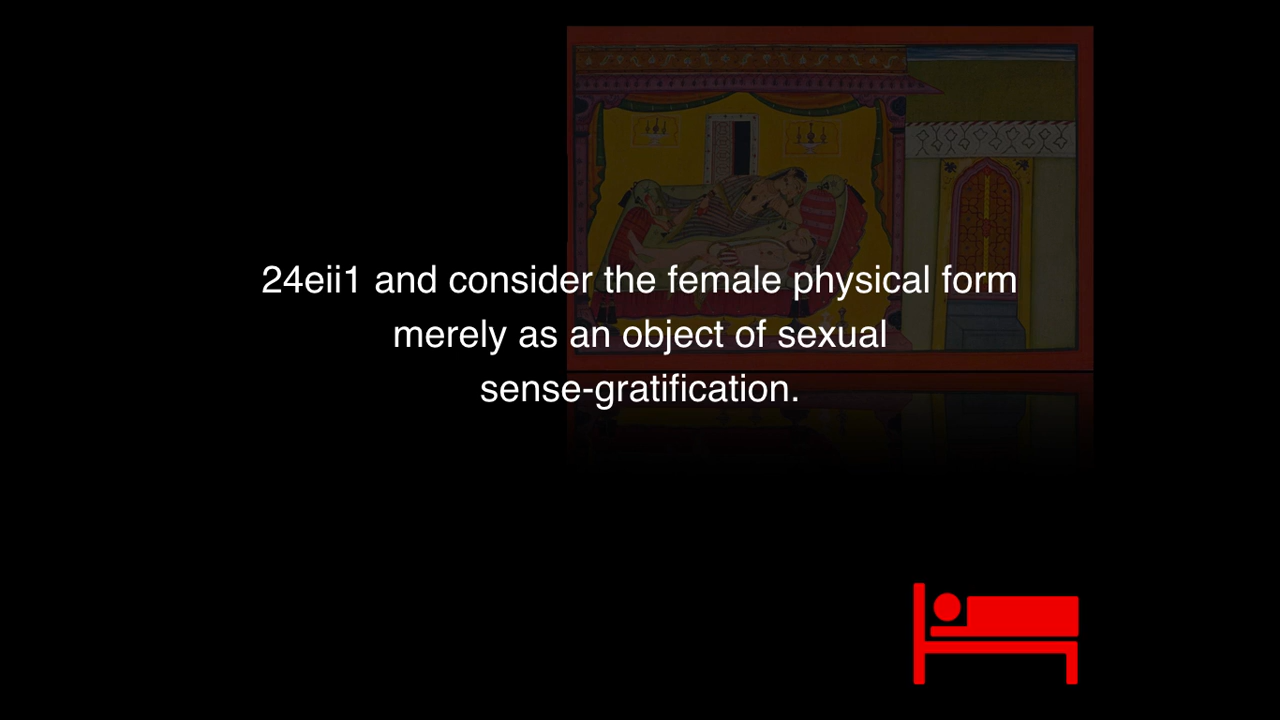 24eii1 and consider the female physical form
merely as an object of sexual
sense-gratification.